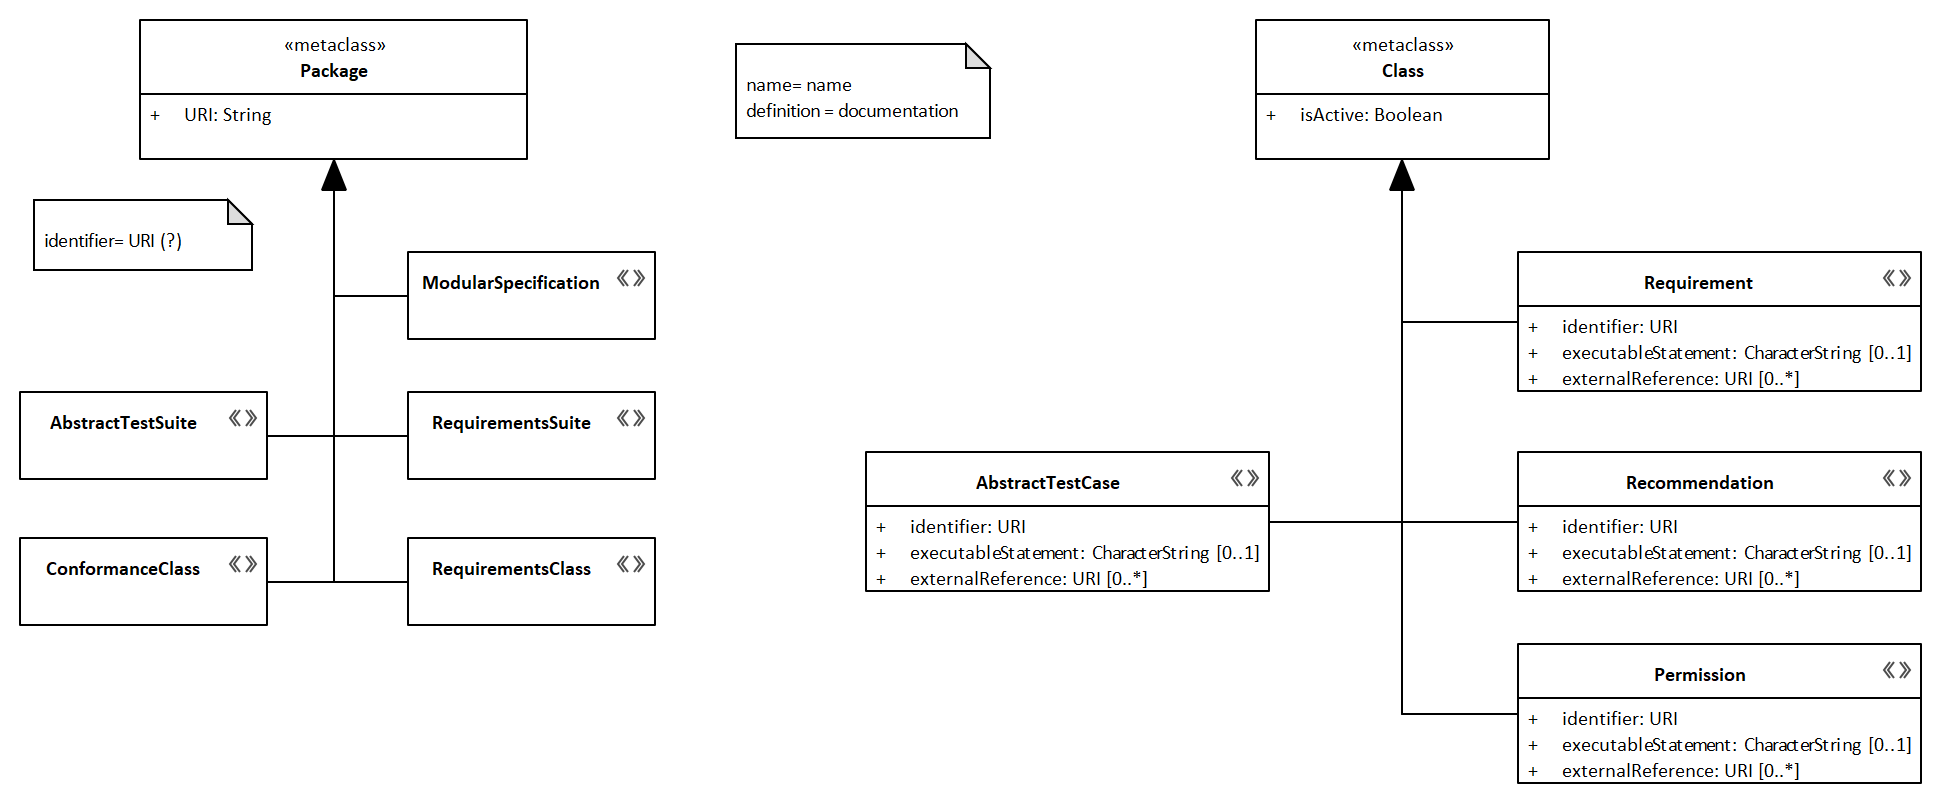 «metaclass»
Package
+ URI: String
name= name
definition = documentation
«metaclass»
Class
+ isActive: Boolean
identifier= URI (?)
ModularSpecification «»
AbstractTestSuite «»
RequirementsSuite «»
ConformanceClass «»
RequirementsClass «»
Requirement «»
+ identifier: URI
+ executableStatement: CharacterString [0..1]
+ externalReference: URI [0..*]
AbstractTestCase «»
+ identifier: URI
+ executableStatement: CharacterString [0..1]
+ externalReference: URI [0..*]
Recommendation «»
+ identifier: URI
+ executableStatement: CharacterString [0..1]
+ externalReference: URI [0..*]
Permission «»
+ identifier: URI
+ executableStatement: CharacterString [0..1]
+ externalReference: URI [0..*]